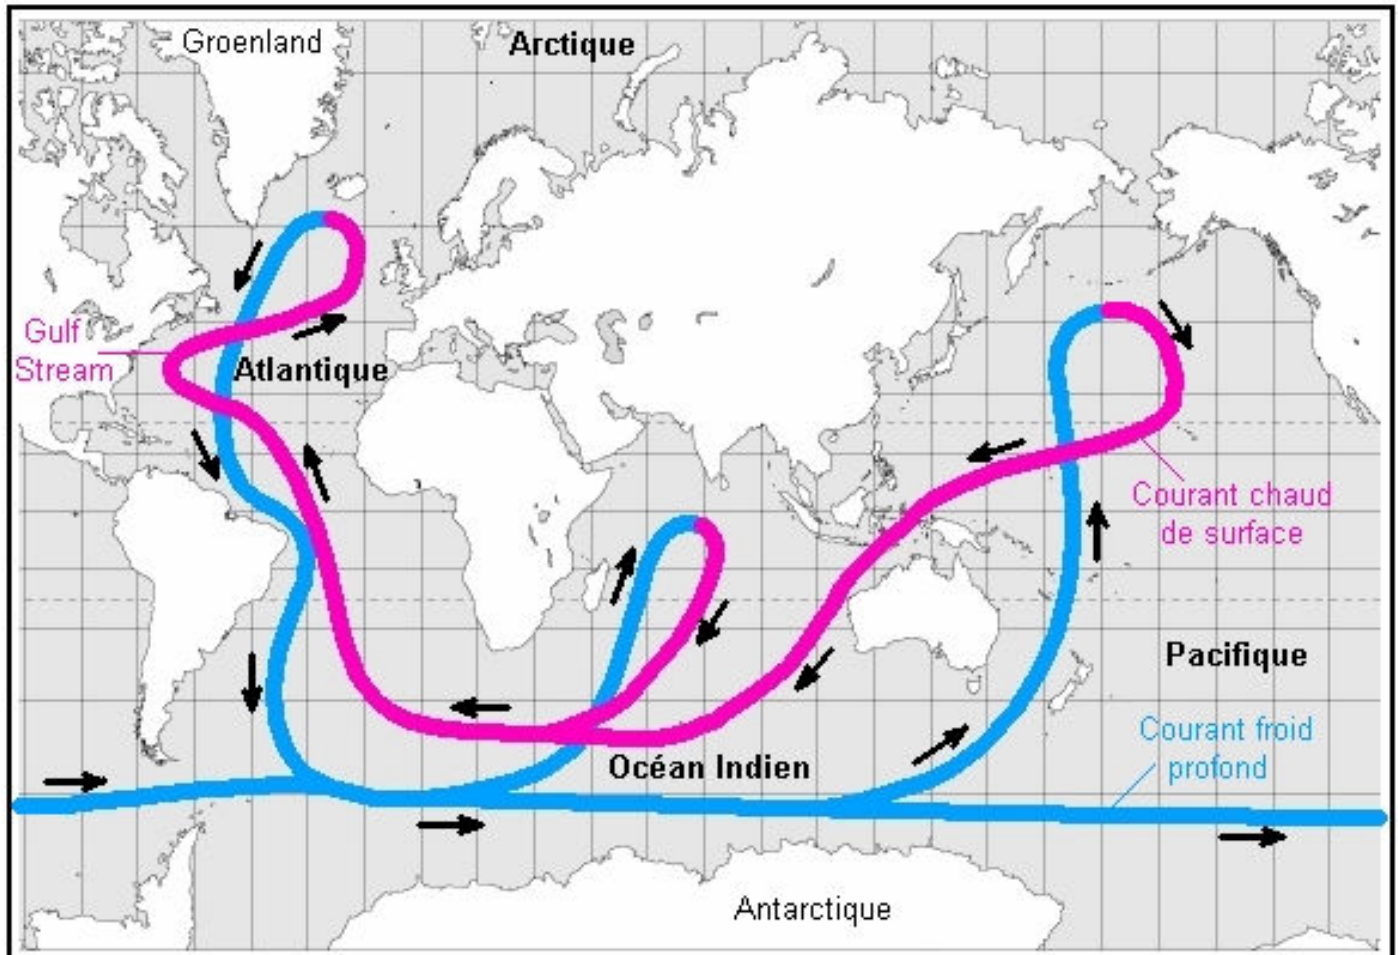 Groenland
Arctique
Gulf
Stream
Atlantique
Courant chaud
de surface
Pacifique
Courant froid
profond
Océan Indien
Antarctique